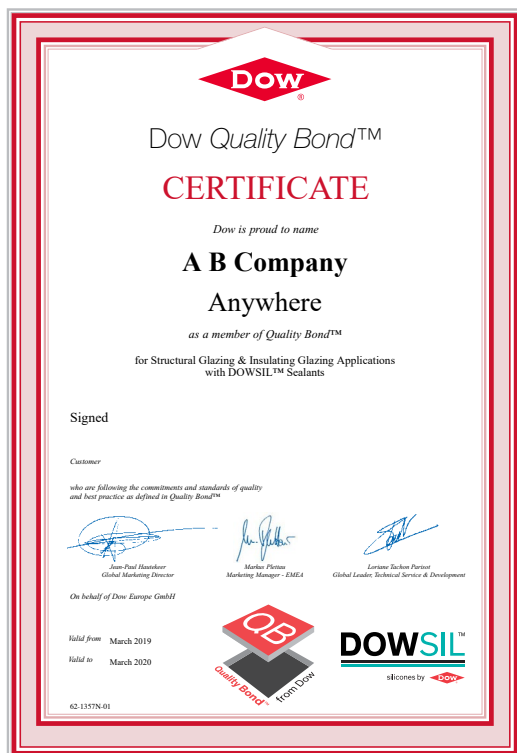 DOW
®
Dow Quality Bond™
CERTIFICATE
Dow is proud to name
A B Company
Anywhere
as a member of Quality Bond™
for Structural Glazing & Insulating Glazing Applications
with DOWSIL™ Sealants
Signed
Customer
who are following the commitments and standards of quality
and best practice as defined in Quality Bond™
Jean-Paul Hautekeer
Global Marketing Director
Markus Plettau
Marketing Manager - EMEA
Loriane Tachon Parisot
Global Leader, Technical Service & Development
On behalf of Dow Europe GmbH
Valid from March 2019
Valid to March 2020
QB
Quality Bond™
from Dow
DOWSIL™
silicones by DOW
62-1357N-01